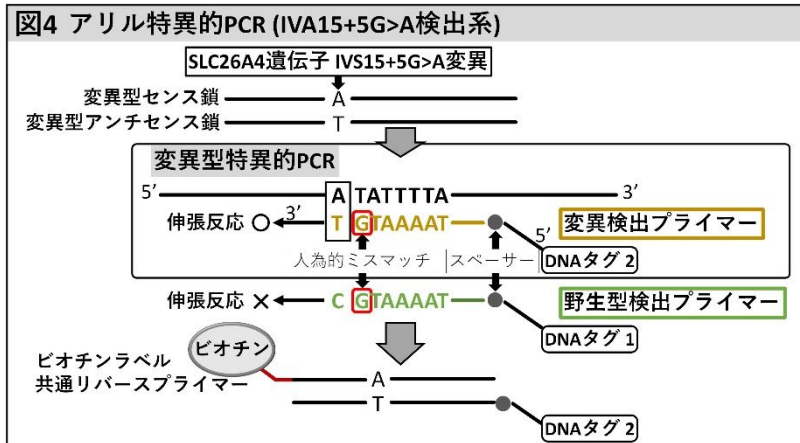 図4 アリル特異的PCR (IVA15+5G>A検出系)
SLC26A4遺伝子 IVS15+5G>A変異
変異型センス鎖
A
変異型アンチセンス鎖
T
変異型特異的PCR
5’ A TATTTTA 3’
伸張反応 ○ 3’ T GTAAAAT 5’ 変異検出プライマー
人為的ミスマッチ スペーサー DNAタグ 2
伸張反応 × C GTAAAAT 野生型検出プライマー
DNAタグ 1
ビオチン
ビオチンラベル
共通リバースプライマー
A
T
DNAタグ 2